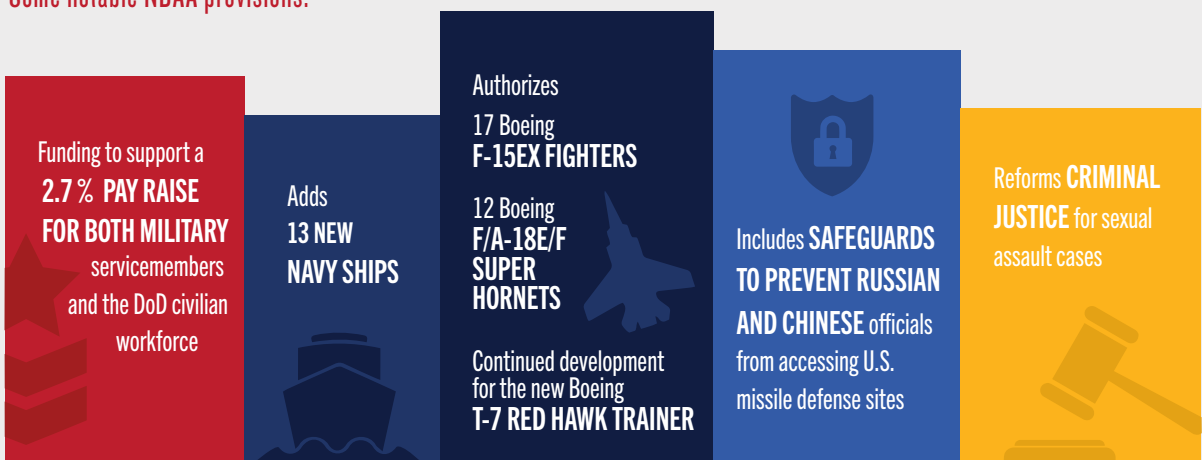 Some notable NDAA provisions:
Funding to support a
2.7 % PAY RAISE
FOR BOTH MILITARY
servicemembers
and the DoD civilian
workforce
Adds
13 NEW
NAVY SHIPS
Authorizes
17 Boeing
F-15EX FIGHTERS
12 Boeing
F/A-18E/F
SUPER
HORNETS
Continued development
for the new Boeing
T-7 RED HAWK TRAINER
Includes SAFEGUARDS
TO PREVENT RUSSIAN
AND CHINESE officials
from accessing U.S.
missile defense sites
Reforms CRIMINAL
JUSTICE for sexual
assault cases